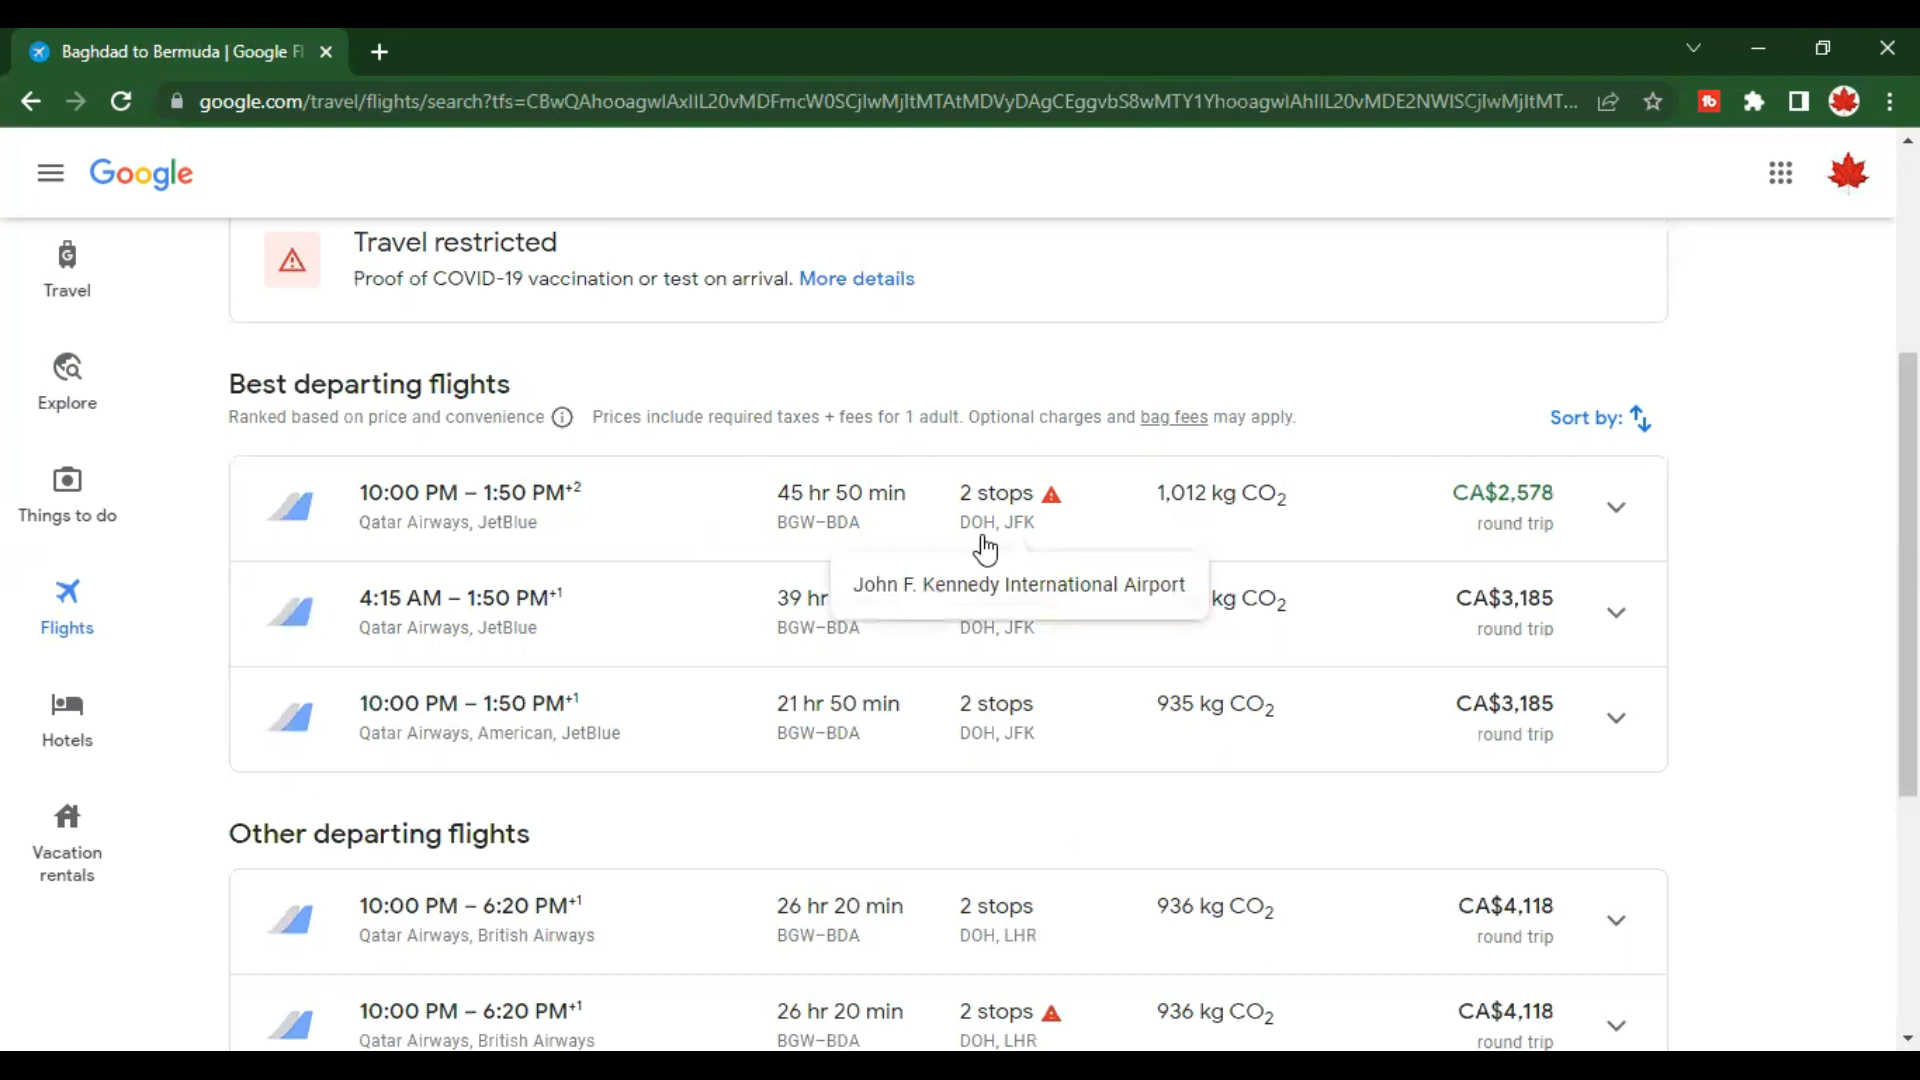 Baghdad to Bermuda | Google Fl
google.com/travel/flights/search?tfs=CBwQAhooagwIAxIIL20vMDFmcW0SCjIwMjItMTAtMDVyDAgCEggvbS8wMTY1YhooagwIAhIIL20vMDE2NWISCjIwMjItMT...
Google
Travel
Explore
Things to do
Flights
Hotels
Vacation
rentals
Travel restricted
Proof of COVID-19 vaccination or test on arrival. More details
Best departing flights
Ranked based on price and convenience Prices include required taxes + fees for 1 adult. Optional charges and bag fees may apply.
Sort by:
10:00 PM – 1:50 PM+2 45 hr 50 min 2 stops 1,012 kg CO2 CA$2,578
Qatar Airways, JetBlue BGW–BDA DOH, JFK round trip
John F. Kennedy International Airport
4:15 AM – 1:50 PM+1 39 hr kg CO2 CA$3,185
Qatar Airways, JetBlue BGW–BDA DOH, JFK round trip
10:00 PM – 1:50 PM+1 21 hr 50 min 2 stops 935 kg CO2 CA$3,185
Qatar Airways, American, JetBlue BGW–BDA DOH, JFK round trip
Other departing flights
10:00 PM – 6:20 PM+1 26 hr 20 min 2 stops 936 kg CO2 CA$4,118
Qatar Airways, British Airways BGW–BDA DOH, LHR round trip
10:00 PM – 6:20 PM+1 26 hr 20 min 2 stops 936 kg CO2 CA$4,118
Qatar Airways, British Airways BGW–BDA DOH, LHR round trip